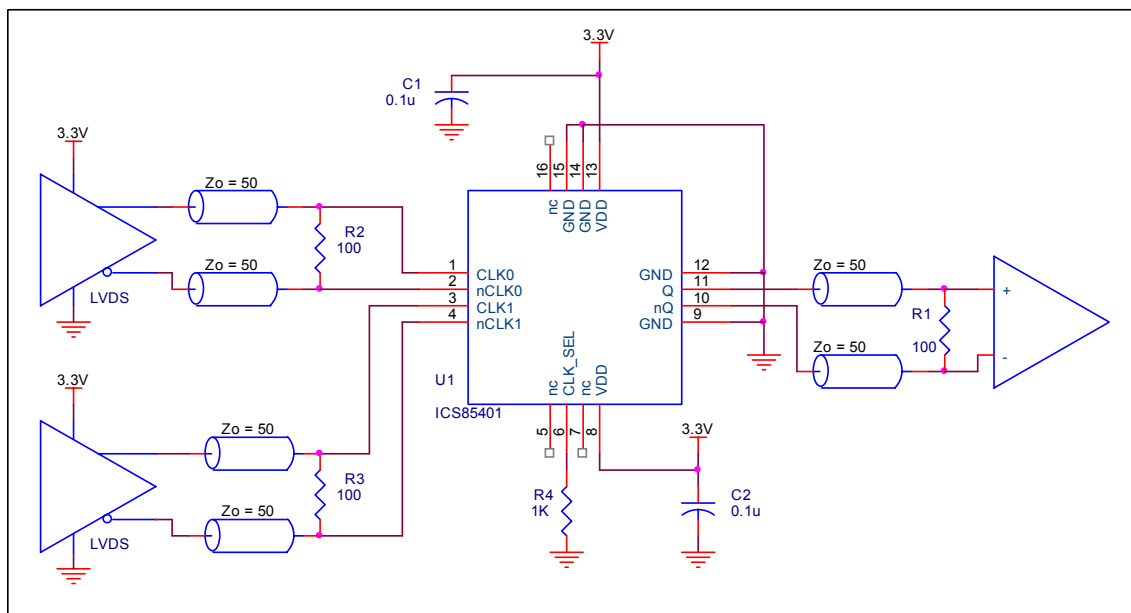 3.3V
C1
0.1u
3.3V
16
15
14
13
Zo = 50
nc
GND
GND
VDD
R2
100
Zo = 50
LVDS
1
2
3
4
CLK0
nCLK0
CLK1
nCLK1
GND
Q
nQ
GND
12
11
10
9
Zo = 50
+
R1
100
Zo = 50
-
3.3V
U1
nc
CLK_SEL
nc
VDD
ICS85401
5
6
7
8
3.3V
Zo = 50
R3
100
Zo = 50
LVDS
R4
1K
C2
0.1u